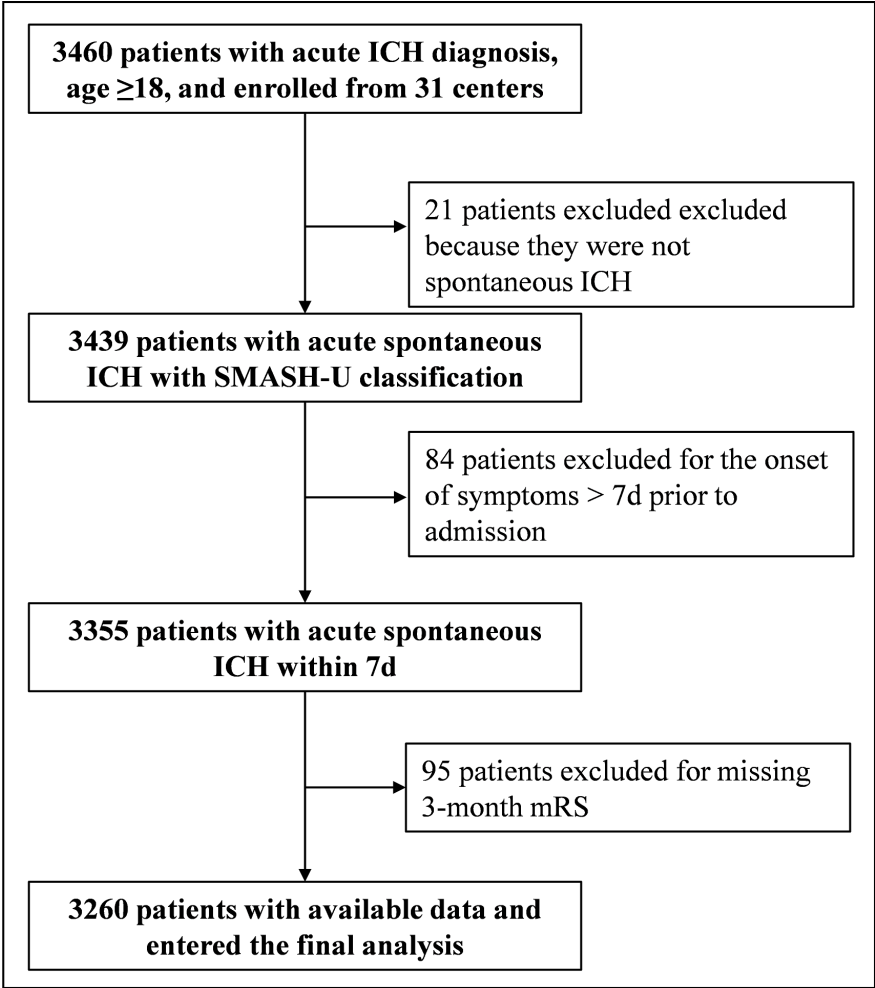 3460 patients with acute ICH diagnosis,
age ≥18, and enrolled from 31 centers
21 patients excluded excluded
because they were not
spontaneous ICH
3439 patients with acute spontaneous
ICH with SMASH-U classification
84 patients excluded for the onset
of symptoms > 7d prior to
admission
3355 patients with acute spontaneous
ICH within 7d
95 patients excluded for missing
3-month mRS
3260 patients with available data and
entered the final analysis